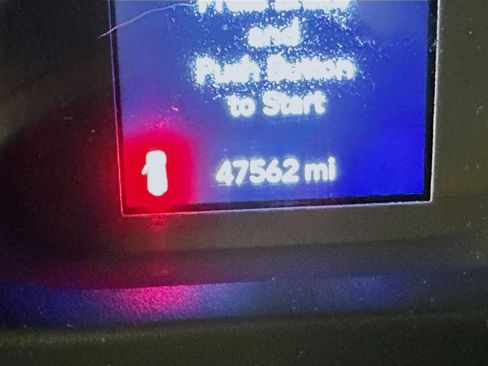 and
Push Button
to Start
47562 mi